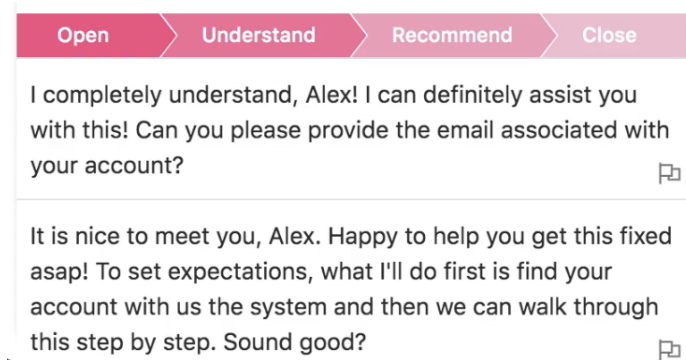 Open Understand Recommend Close
I completely understand, Alex! I can definitely assist you
with this! Can you please provide the email associated with
your account?
It is nice to meet you, Alex. Happy to help you get this fixed
asap! To set expectations, what I'll do first is find your
account with us the system and then we can walk through
this step by step. Sound good?